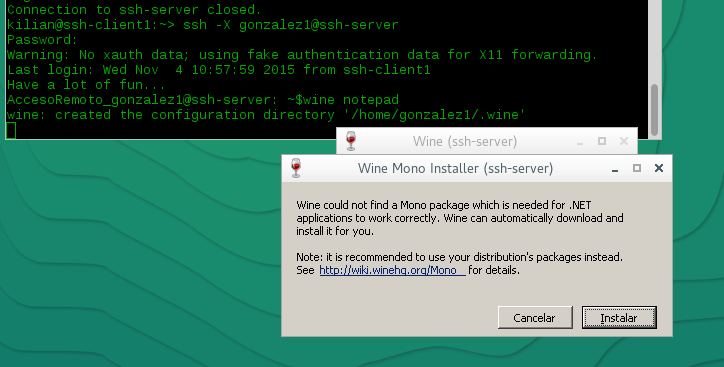 Connection to ssh-server closed.
kilian@ssh-client1:~> ssh -X gonzalez1@ssh-server
Password:
Warning: No xauth data; using fake authentication data for X11 forwarding.
Last login: Wed Nov  4 10:57:59 2015 from ssh-client1
Have a lot of fun...
AccesoRemoto_gonzalez1@ssh-server: ~$wine notepad
wine: created the configuration directory '/home/gonzalez1/.wine'
Wine (ssh-server)
Wine Mono Installer (ssh-server)
Wine could not find a Mono package which is needed for .NET
applications to work correctly. Wine can automatically download and
install it for you.
Note: it is recommended to use your distribution's packages instead.
See http://wiki.winehq.org/Mono for details.
Cancelar
Instalar